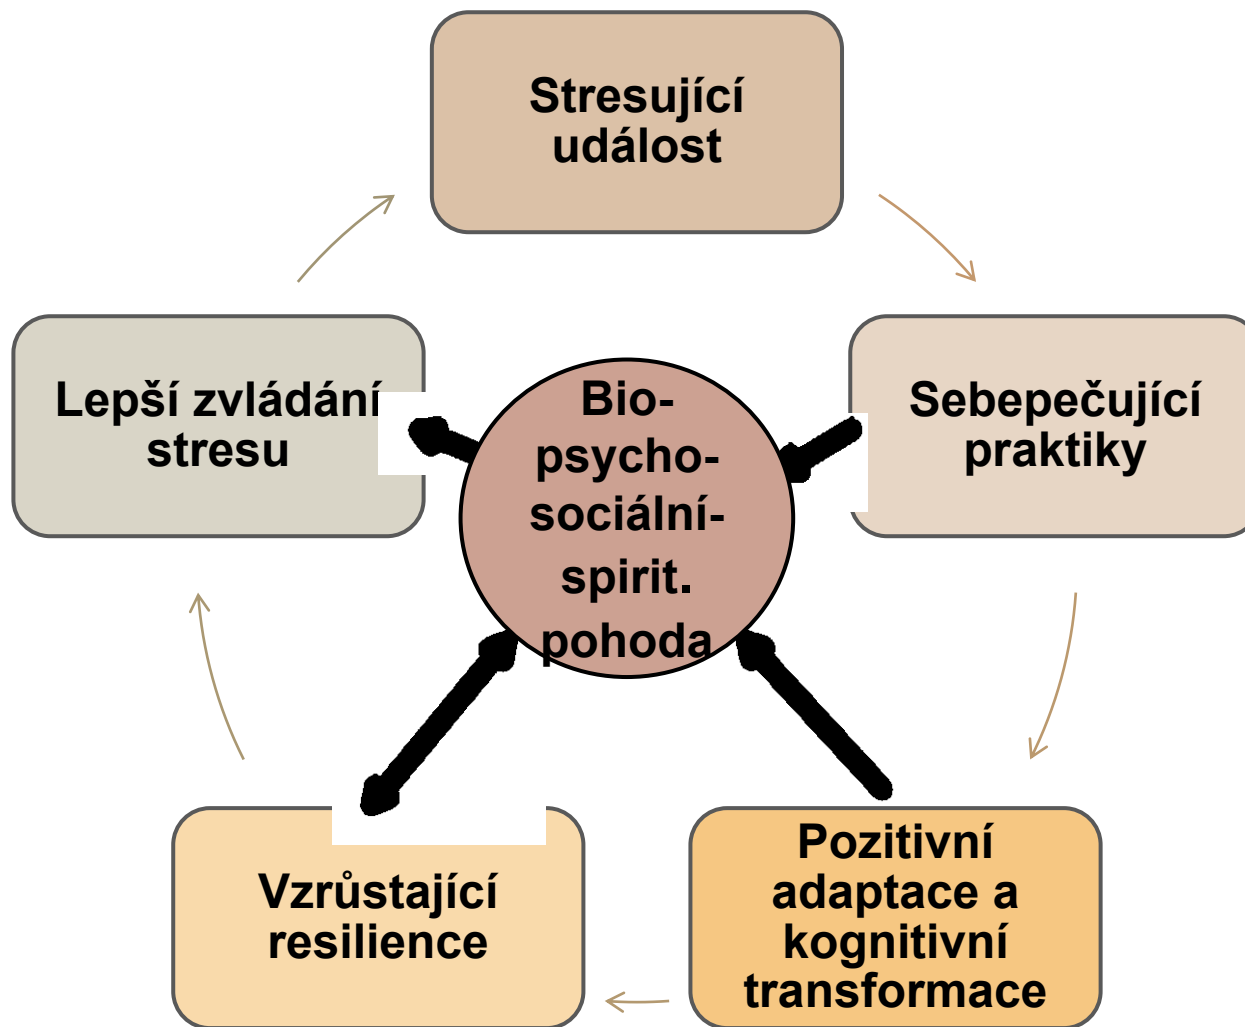 Stresující
událost
Lepší zvládání
stresu
Bio-
psycho-
sociální-
spirit.
pohoda
Sebepečující
praktiky
Vzrůstající
resilience
Pozitivní
adaptace a
kognitivní
transformace